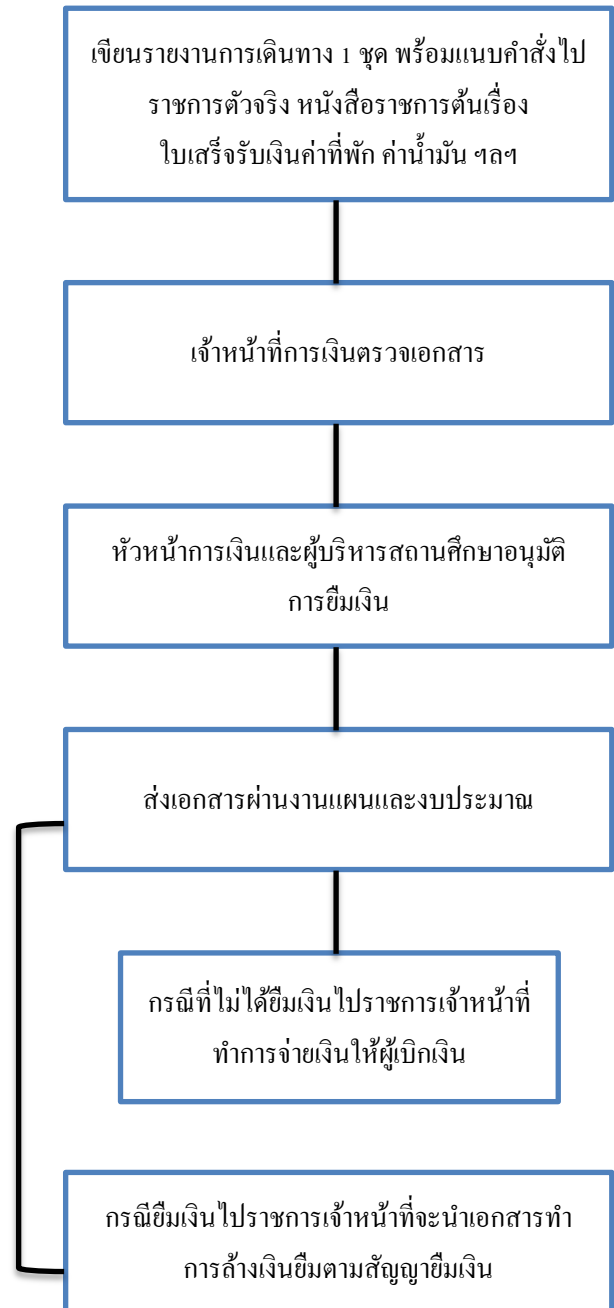 เขียนรายงานการเดินทาง 1 ชุด พร้อมแนบคำสั่งไป
ราชการตัวจริง หนังสือราชการต้นเรื่อง
ใบเสร็จรับเงินค่าที่พัก ค่าน้ำมัน ฯลฯ
เจ้าหน้าที่การเงินตรวจเอกสาร
หัวหน้าการเงินและผู้บริหารสถานศึกษาอนุมัติ
การยืมเงิน
ส่งเอกสารผ่านงานแผนและงบประมาณ
กรณีที่ไม่ได้ยืมเงินไปราชการเจ้าหน้าที่
ทำการจ่ายเงินให้ผู้เบิกเงิน
กรณียืมเงินไปราชการเจ้าหน้าที่จะนำเอกสารทำ
การล้างเงินยืมตามสัญญายืมเงิน